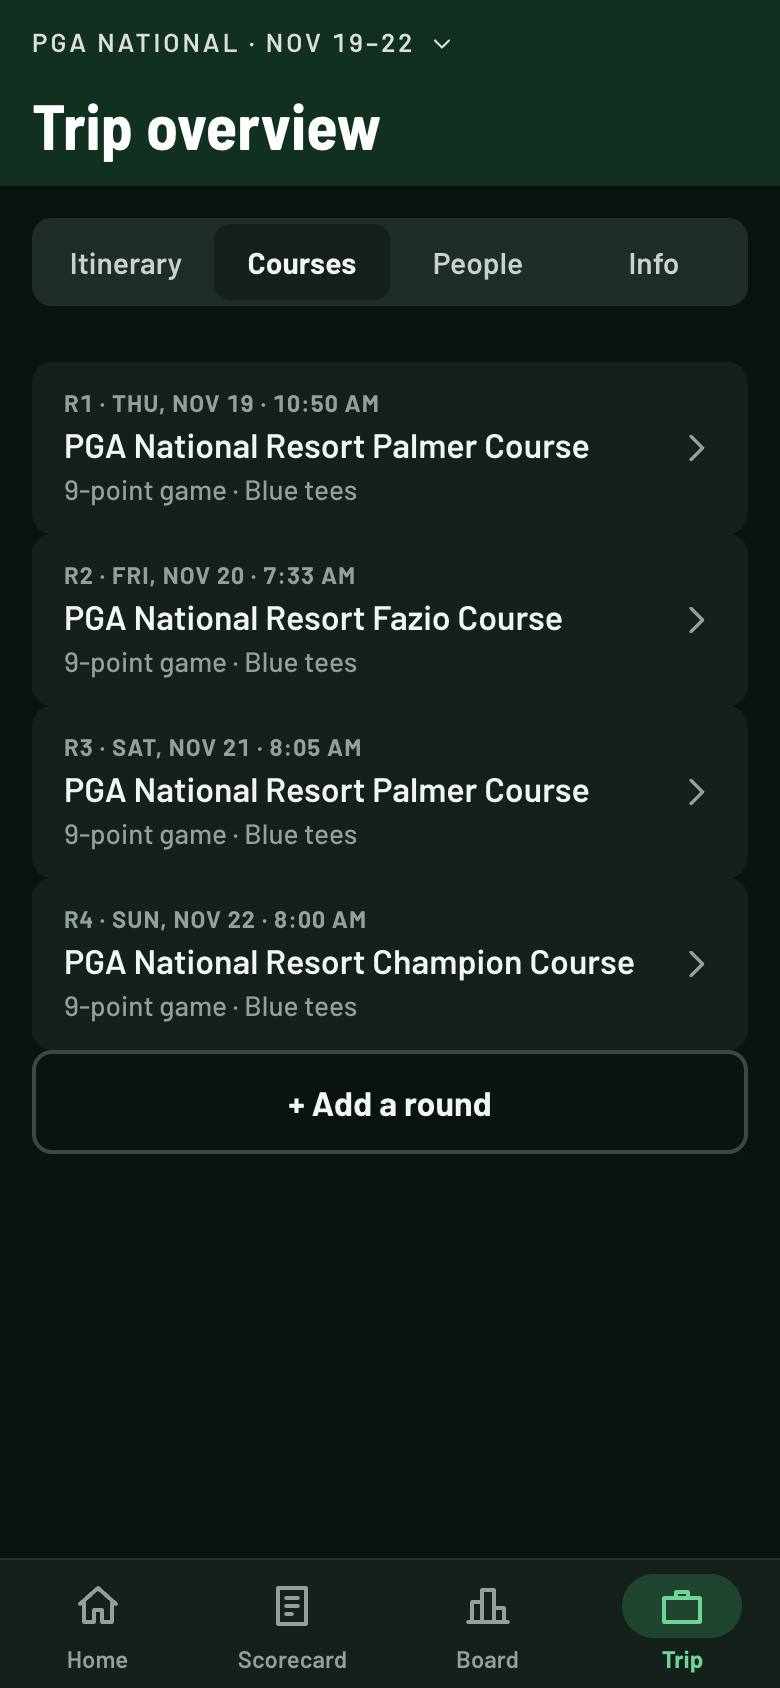 PGA NATIONAL · NOV 19–22
Trip overview
Itinerary Courses People Info
R1 · THU, NOV 19 · 10:50 AM
PGA National Resort Palmer Course
9-point game · Blue tees
R2 · FRI, NOV 20 · 7:33 AM
PGA National Resort Fazio Course
9-point game · Blue tees
R3 · SAT, NOV 21 · 8:05 AM
PGA National Resort Palmer Course
9-point game · Blue tees
R4 · SUN, NOV 22 · 8:00 AM
PGA National Resort Champion Course
9-point game · Blue tees
+ Add a round
Home Scorecard Board Trip